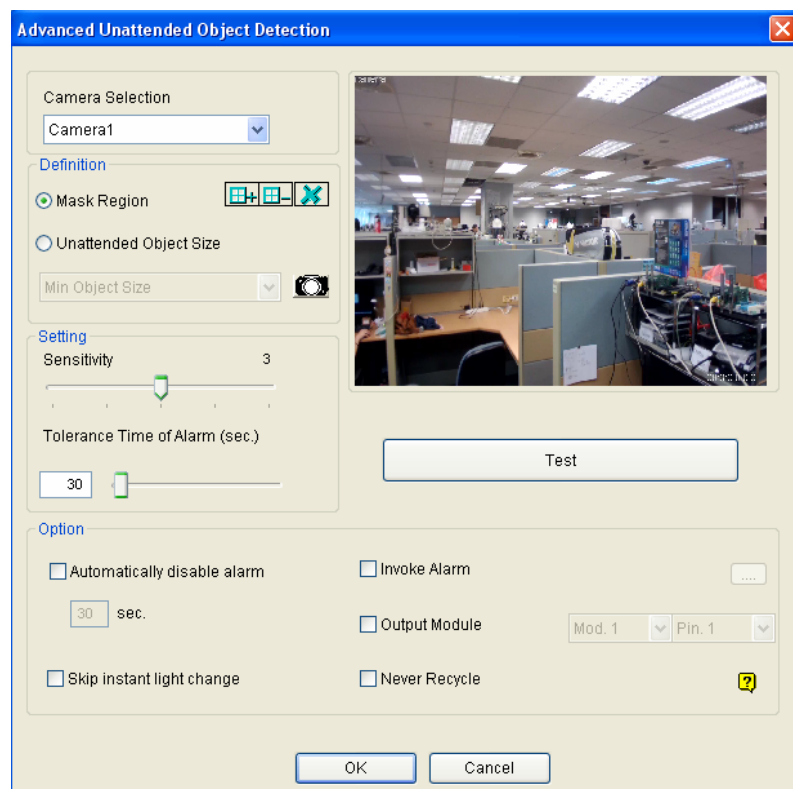 Advanced Unattended Object Detection
Camera Selection
Camera1
Camera
Definition
Mask Region
Unattended Object Size
Min Object Size
Setting
Sensitivity 3
Tolerance Time of Alarm (sec.)
30
Test
Option
Automatically disable alarm
30 sec.
Skip instant light change
Invoke Alarm
....
Output Module
Mod. 1
Pin. 1
Never Recycle
?
OK
Cancel